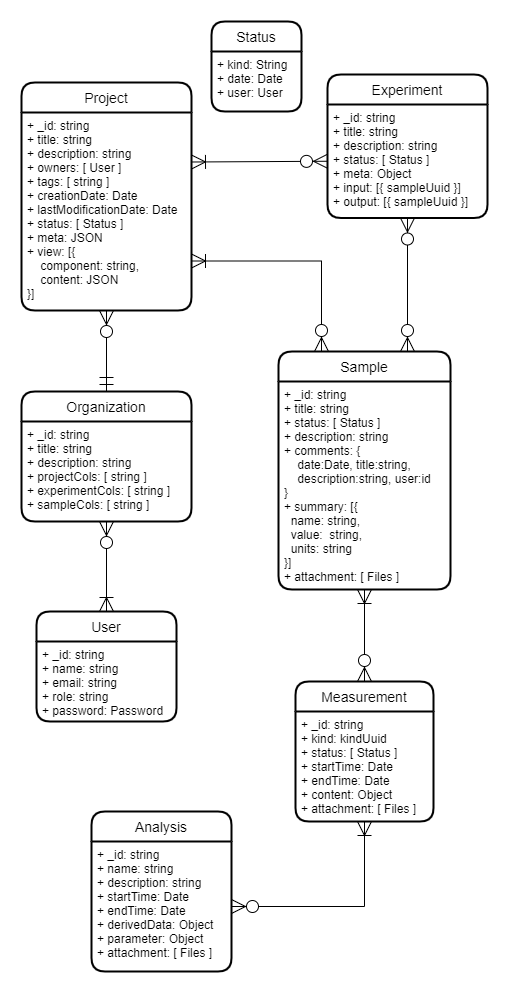 Status
+ kind: String
+ date: Date
+ user: User
Project
+ _id: string
+ title: string
+ description: string
+ owners: [ User ]
+ tags: [ string ]
+ creationDate: Date
+ lastModificationDate: Date
+ status: [ Status ]
+ meta: JSON
+ view: [{
component: string,
content: JSON
}]
Experiment
+ _id: string
+ title: string
+ description: string
+ status: [ Status ]
+ meta: Object
+ input: [{ sampleUuid }]
+ output: [{ sampleUuid }]
Organization
+ _id: string
+ title: string
+ description: string
+ projectCols: [ string ]
+ experimentCols: [ string ]
+ sampleCols: [ string ]
Sample
+ _id: string
+ title: string
+ status: [ Status ]
+ description: string
+ comments: {
date:Date, title:string,
description:string, user:id
}
+ summary: [{
name: string,
value:  string,
units: string
}]
+ attachment: [ Files ]
User
+ _id: string
+ name: string
+ email: string
+ role: string
+ password: Password
Measurement
+ _id: string
+ kind: kindUuid
+ status: [ Status ]
+ startTime: Date
+ endTime: Date
+ content: Object
+ attachment: [ Files ]
Analysis
+ _id: string
+ name: string
+ description: string
+ startTime: Date
+ endTime: Date
+ derivedData: Object
+ parameter: Object
+ attachment: [ Files ]